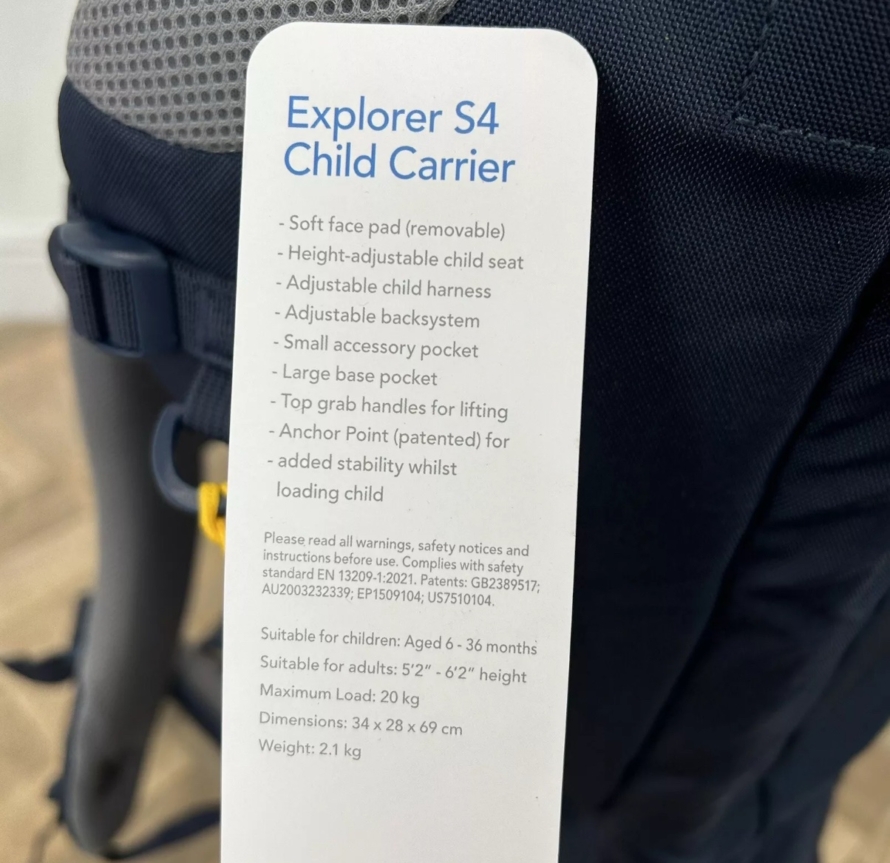 Explorer S4
Child Carrier
- Soft face pad (removable)
- Height-adjustable child seat
- Adjustable child harness
- Adjustable backsystem
- Small accessory pocket
- Large base pocket
- Top grab handles for lifting
- Anchor Point (patented) for
- added stability whilst
loading child
Please read all warnings, safety notices and
instructions before use. Complies with safety
standard EN 13209-1:2021. Patents: GB2389517;
AU2003232339; EP1509104; US7510104.
Suitable for children: Aged 6 - 36 months
Suitable for adults: 5'2" - 6'2" height
Maximum Load: 20 kg
Dimensions: 34 x 28 x 69 cm
Weight: 2.1 kg